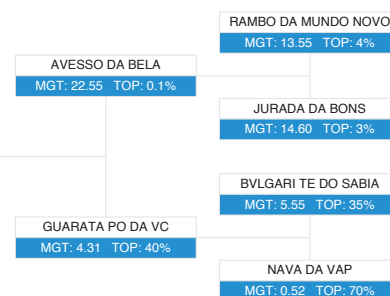 RAMBO DA MUNDO NOVO
MGT: 13.55 TOP: 4%
AVESSO DA BELA
MGT: 22.55 TOP: 0.1%
JURADA DA BONS
MGT: 14.60 TOP: 3%
BVLGARI TE DO SABIA
MGT: 5.55 TOP: 35%
GUARATA PO DA VC
MGT: 4.31 TOP: 40%
NAVA DA VAP
MGT: 0.52 TOP: 70%